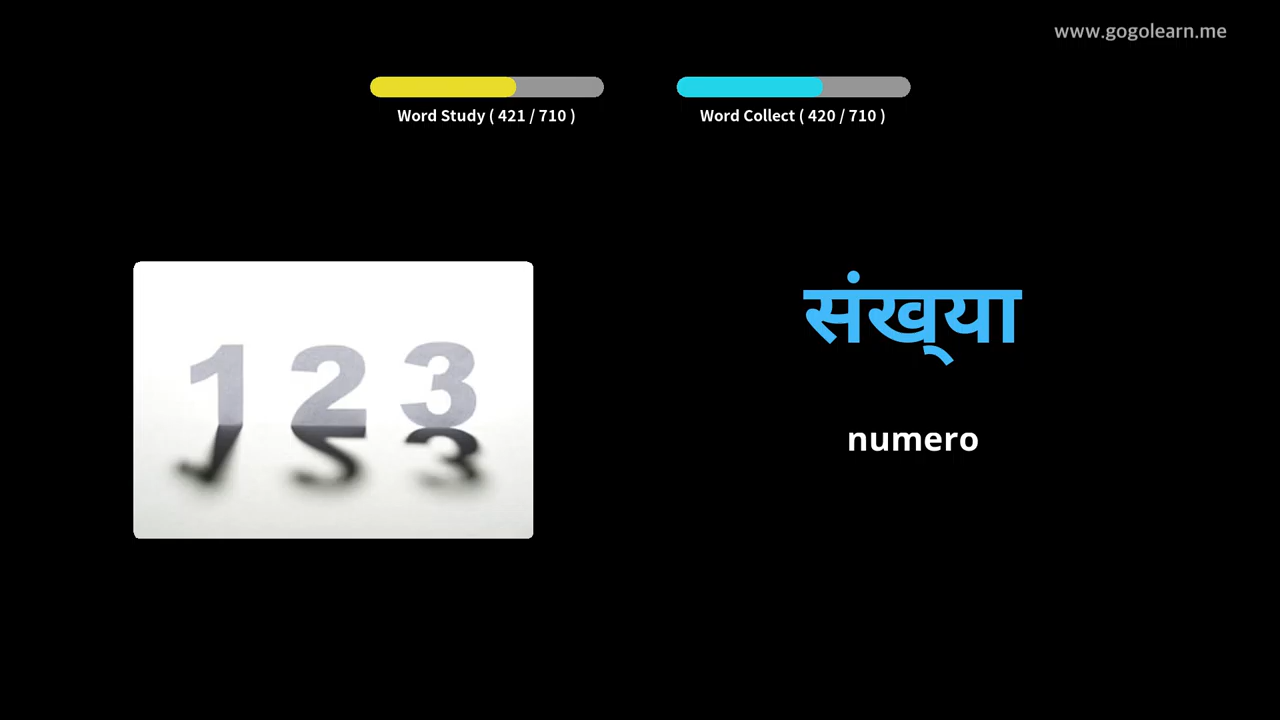 www.gogolearn.me
Word Study ( 421 / 710 )
Word Collect ( 420 / 710 )
1 2 3
संख्‌या
numero